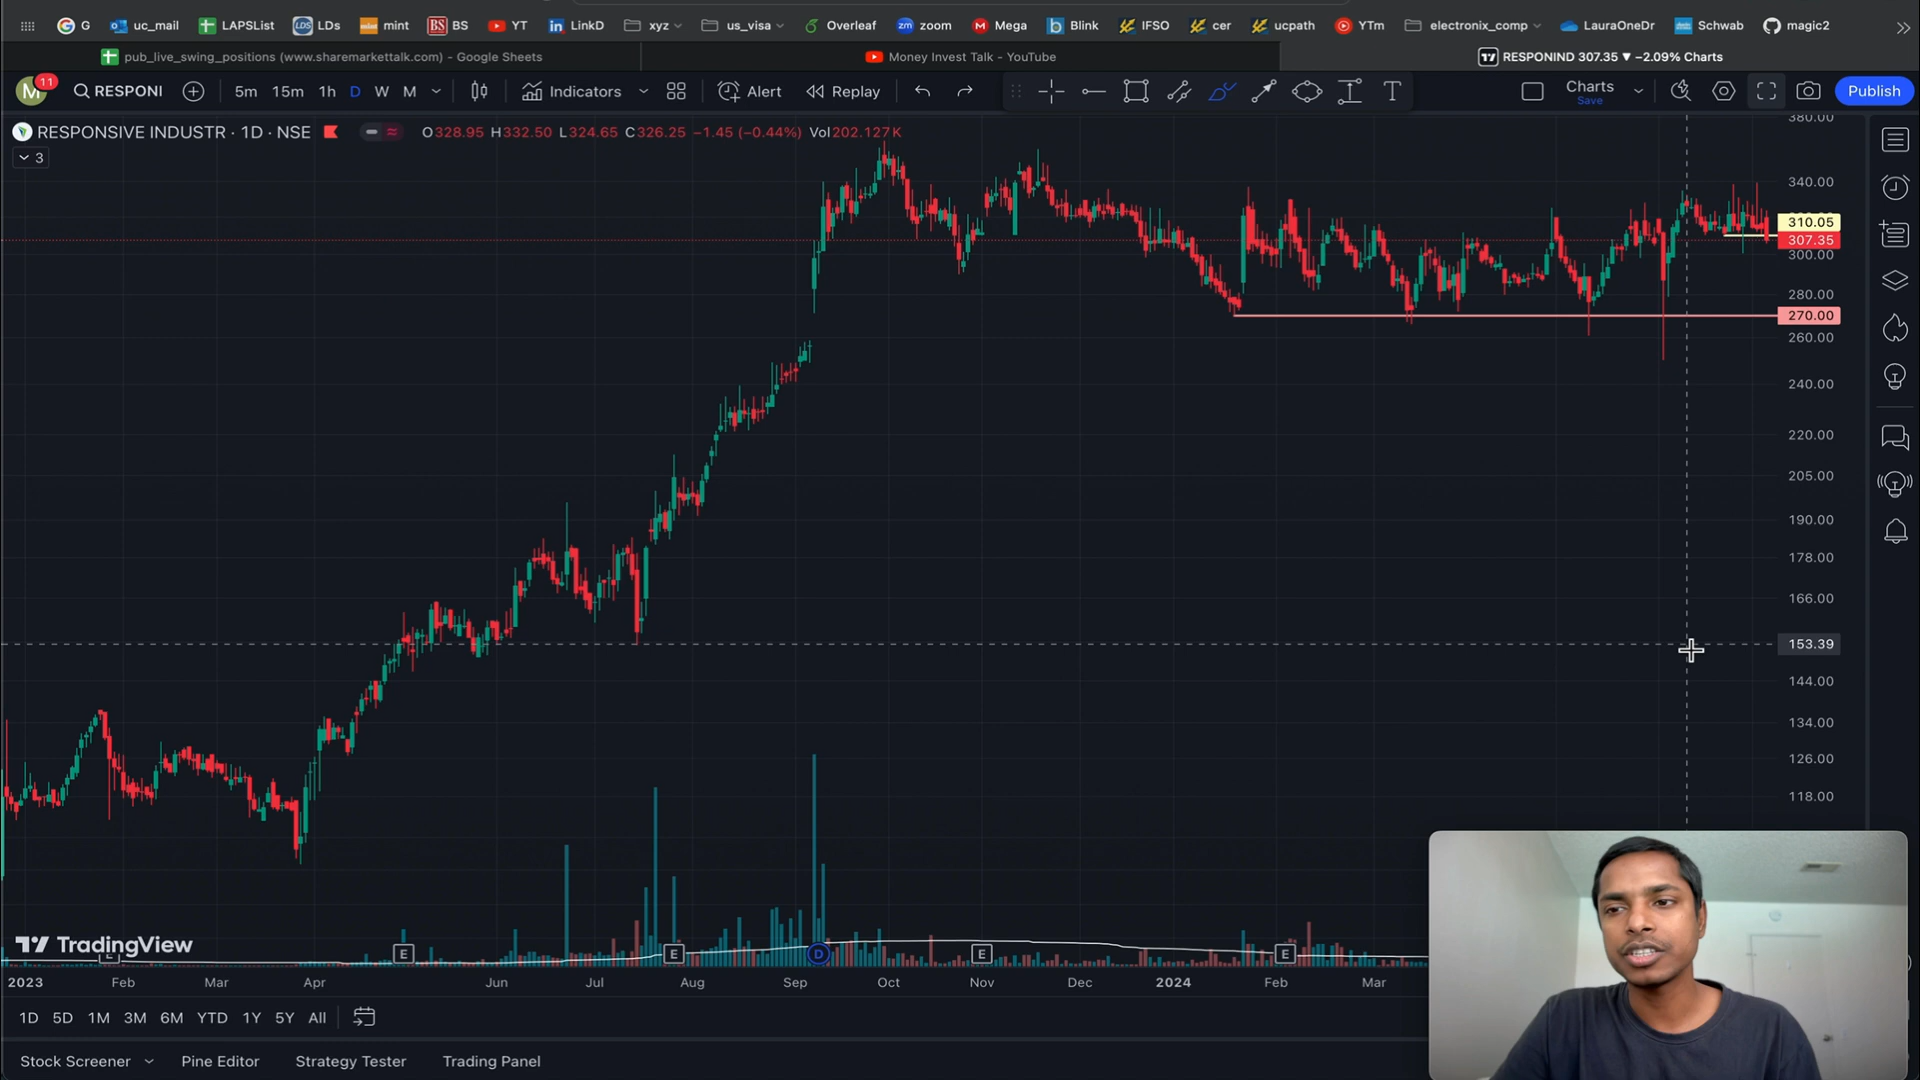 G uc_mail LAPSList LDs mint BS YT LinkD xyz us_visa Overleaf zoom Mega Blink IFSO cer ucpath YTm electronix_comp LauraOneDr Schwab magic2
pub_live_swing_positions (www.sharemarkettalk.com) - Google Sheets
Money Invest Talk - YouTube
RESPONIND 307.35 ▼ −2.09% Charts
M 11 RESPONI 5m 15m 1h D W M Indicators Alert Replay T Charts Save Publish
RESPONSIVE INDUSTR · 1D · NSE O328.95 H332.50 L324.65 C326.25 −1.45 (−0.44%) Vol202.127K
3
380.00
340.00
310.05
307.35
300.00
280.00
270.00
260.00
240.00
220.00
205.00
190.00
178.00
166.00
153.39
144.00
134.00
126.00
118.00
TradingView
E E D E E
2023 Feb Mar Apr Jun Jul Aug Sep Oct Nov Dec 2024 Feb Mar
1D 5D 1M 3M 6M YTD 1Y 5Y All
Stock Screener Pine Editor Strategy Tester Trading Panel